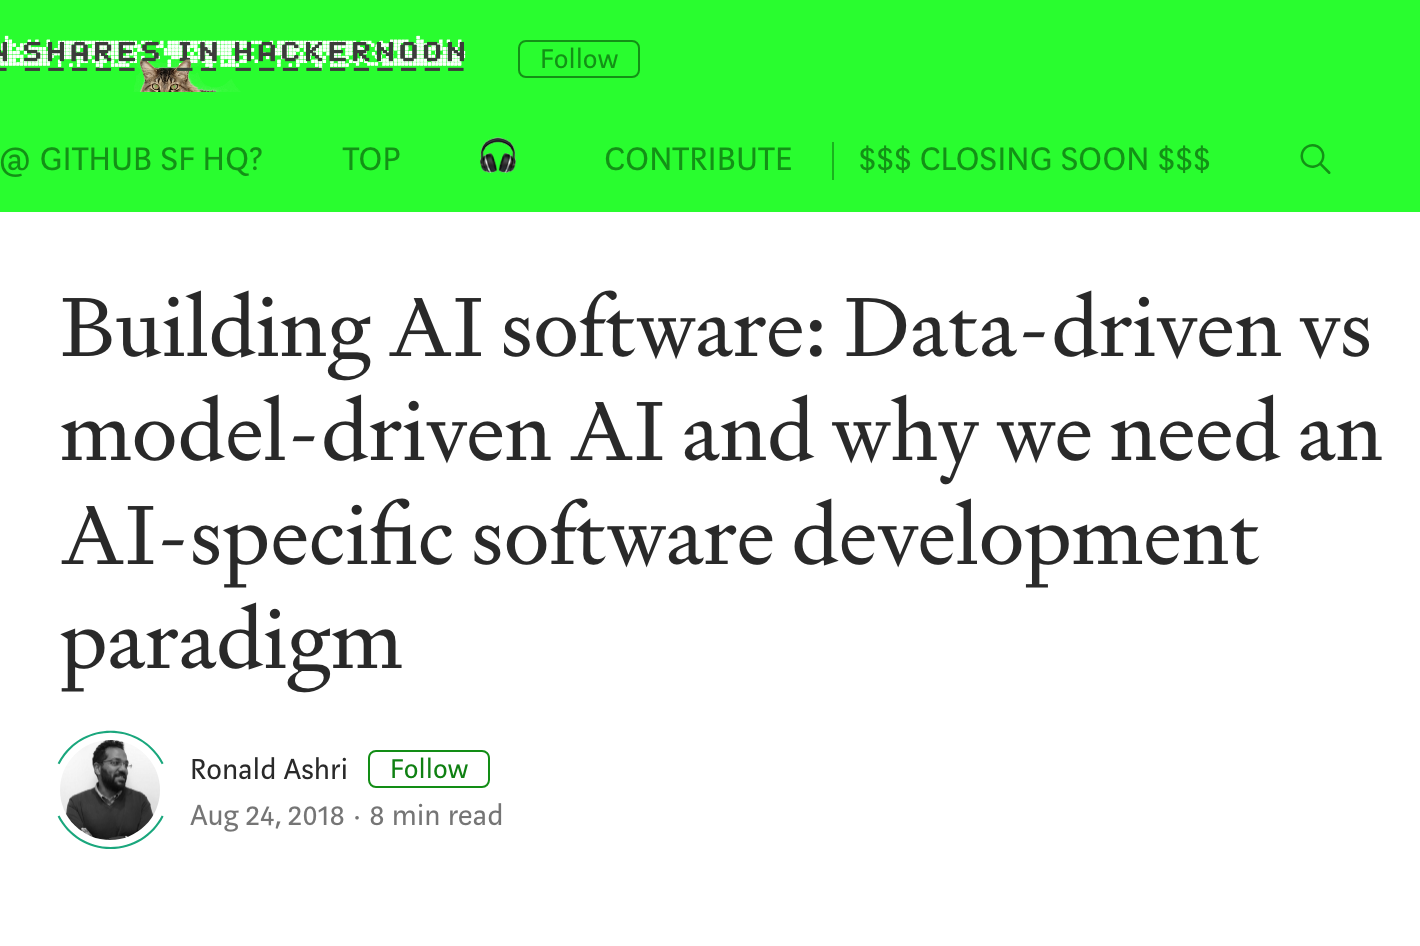 SHARES IN HACKERNOON
Follow
@ GITHUB SF HQ? TOP CONTRIBUTE $$$ CLOSING SOON $$$
Building AI software: Data-driven vs
model-driven AI and why we need an
AI-specific software development
paradigm
Ronald Ashri Follow
Aug 24, 2018 · 8 min read